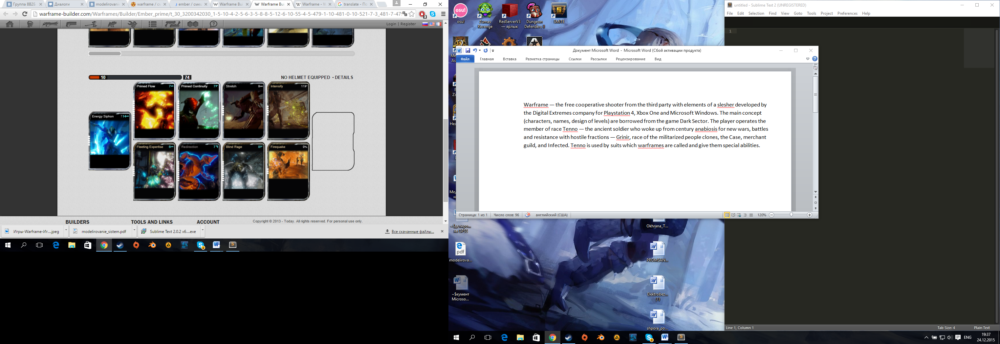 Группа 8В2Б
Диалоги
modelirovani
warframe / сл
ember / смец
Warframe Bui
Warframe Bui
Warframe - W
translate - По
warframe-builder.com/Warframes/Builder/Ember_prime/t_30_3200342030_1-5-10-4-2-5-6-3-5-8-8-5-12-6-10-55-4-5-479-1-10-481-0-10-521-7-3_481-7-47
3
Login | Register
10
74
NO HELMET EQUIPPED • DETAILS
Primed Flow 7
Primed Continuity 7
Stretch 9
Intensify 11
Energy Siphon 14
Fleeting Expertise 6
Redirection 7
Blind Rage 8
Firequake 9
BUILDERS
TOOLS AND LINKS
ACCOUNT
Copyright © 2013 - Today. All rights reserved. For personal use only.
Игры-Warframe-Иг....jpeg
modelirovanie_sistem.pdf
Sublime Text 2.0.2 x6....exe
Все скачанные файлы...
osu!
osu!
Zumas Revenge
RedServerV3 — ярлык
Dungeon Defenders II
SMITE
Документ Microsoft Word - Microsoft Word (Сбой активации продукта)
Файл
Главная
Вставка
Разметка страницы
Ссылки
Рассылки
Рецензирование
Вид
Warframe — the free cooperative shooter from the third party with elements of a slesher developed by
the Digital Extremes company for Playstation 4, Xbox One and Microsoft Windows. The main concept
(characters, names, design of levels) are borrowed from the game Dark Sector. The player operates the
member of race Tenno — the ancient soldier who woke up from century anabiosis for new wars, battles
and resistance with hostile fractions — Grinir, race of the militarized people clones, the Case, merchant
guild, and Infected. Tenno is used by suits which warframes are called and give them special abilities.
Страница: 1 из 1
Число слов: 96
английский (США)
120%
~$делиро... на GPSS
Okhrana_T...
pdf
modelirova...
PROMSAN...
~$кумент Microso...
Elektrobez... (1)
shpora_po...
untitled - Sublime Text 2 (UNREGISTERED)
File Edit Selection Find View Goto Tools Project Preferences Help
1
Line 1, Column 1
Tab Size: 4
Plain Text
ENG
19:37
24.12.2015